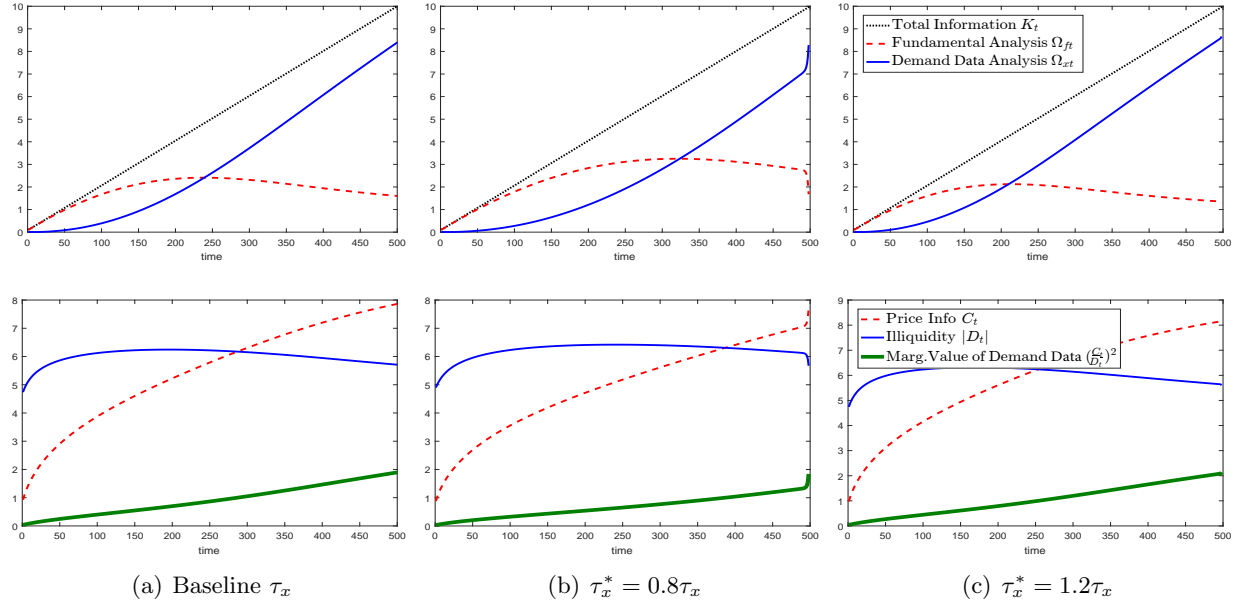 10
9
8
7
6
5
4
3
2
1
0
0 50 100 150 200 250 300 350 400 450 500
time
10
9
8
7
6
5
4
3
2
1
0
0 50 100 150 200 250 300 350 400 450 500
time
10
9
8
7
6
5
4
3
2
1
0
0 50 100 150 200 250 300 350 400 450 500
time
Total Information K_t
Fundamental Analysis Ω_{ft}
Demand Data Analysis Ω_{xt}
8
7
6
5
4
3
2
1
0
0 50 100 150 200 250 300 350 400 450 500
time
8
7
6
5
4
3
2
1
0
0 50 100 150 200 250 300 350 400 450 500
time
9
8
7
6
5
4
3
2
1
0
0 50 100 150 200 250 300 350 400 450 500
time
Price Info C_t
Illiquidity |D_t|
Marg.Value of Demand Data (C_t/D_t)^2
(a) Baseline τ_x
(b) τ_x^* = 0.8τ_x
(c) τ_x^* = 1.2τ_x